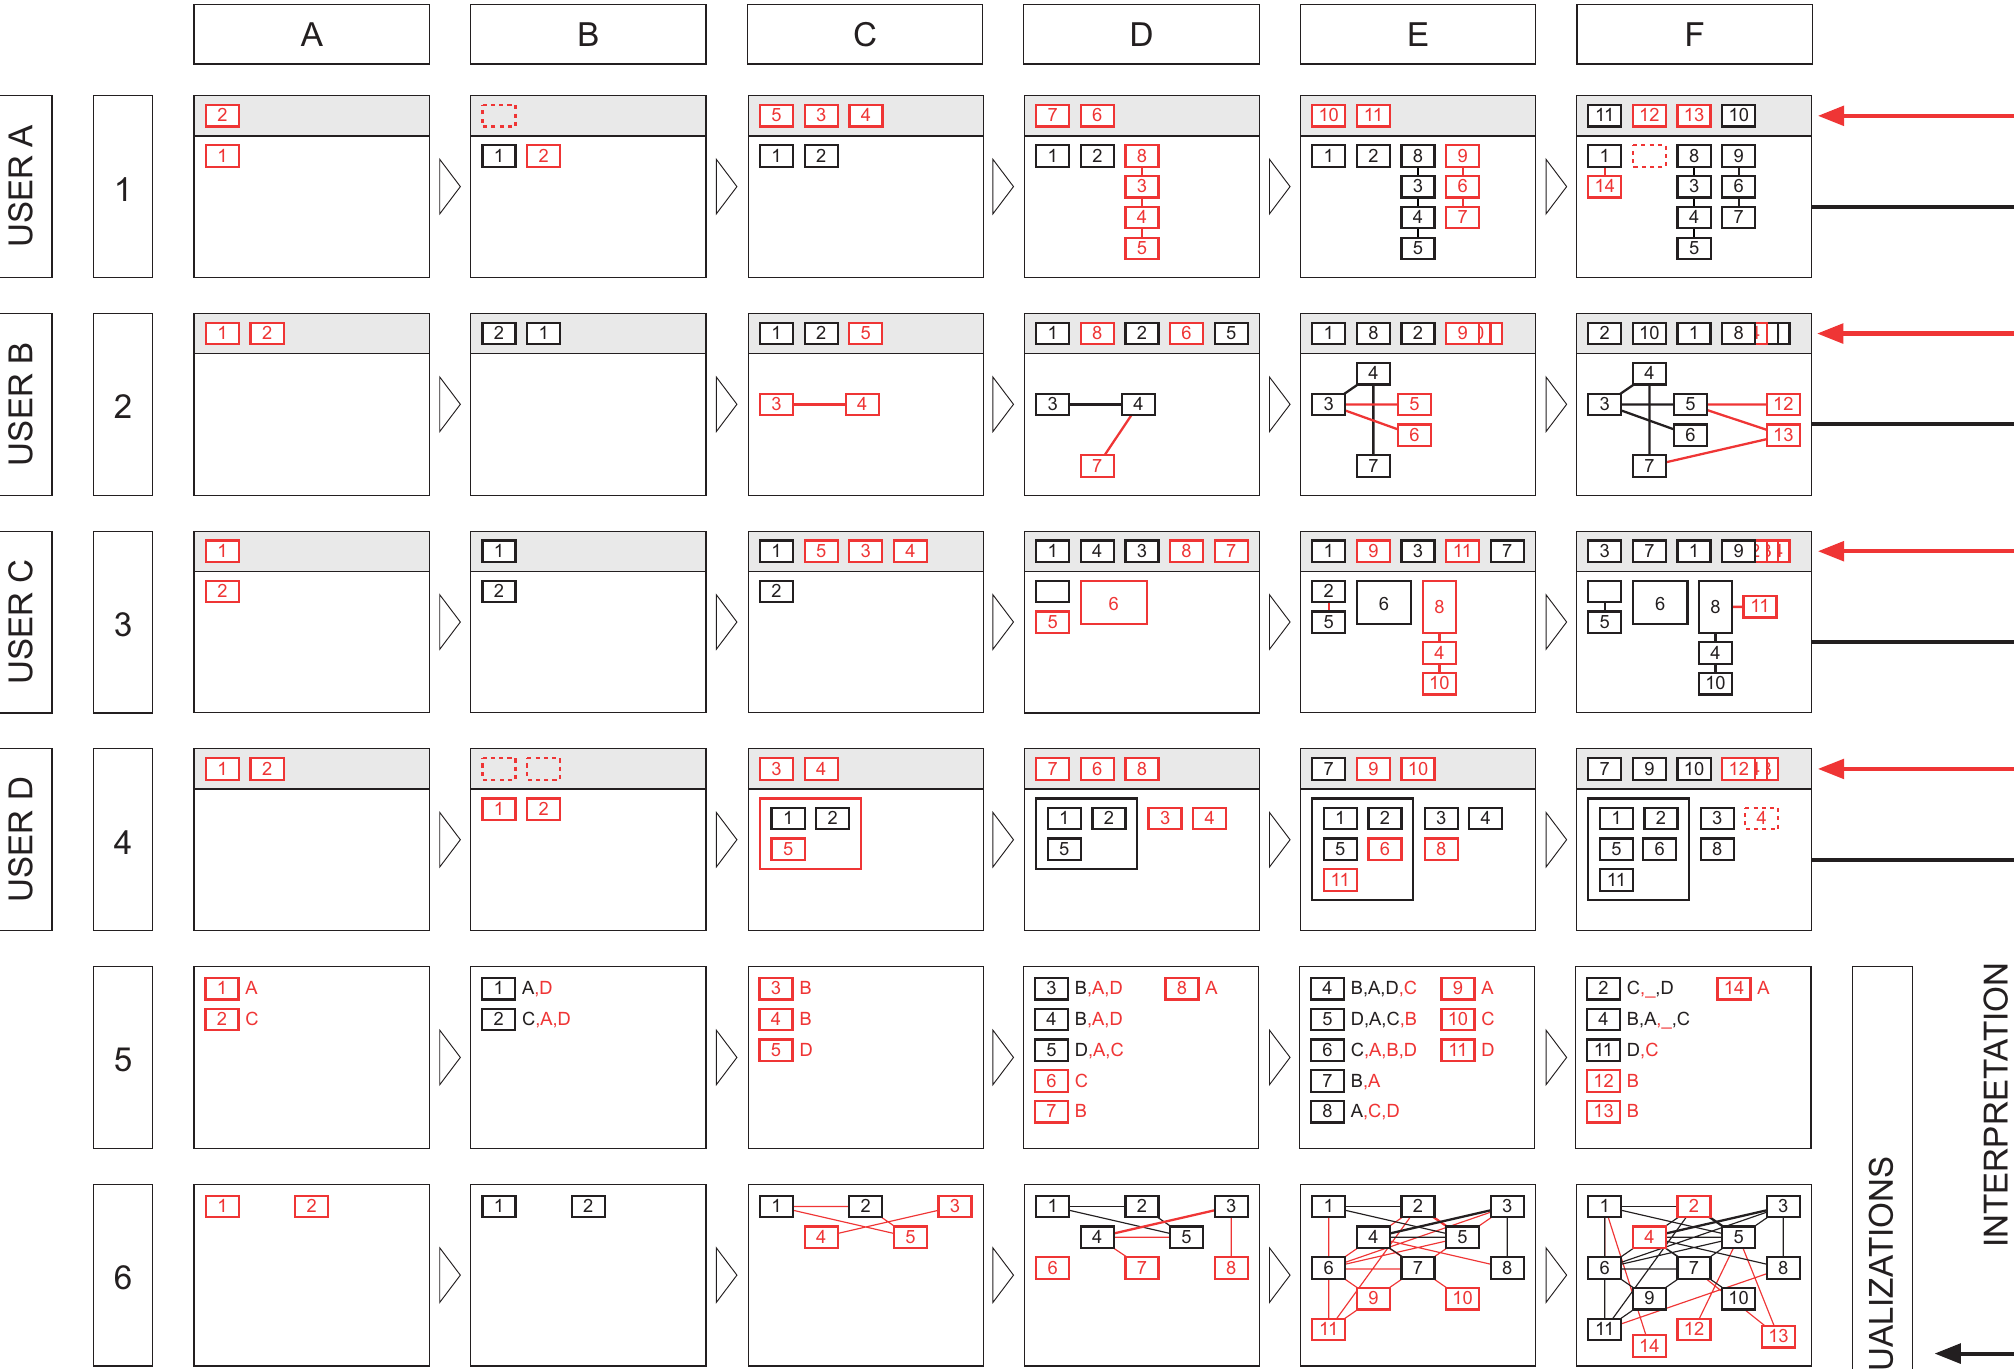 A B C D E F
USER A
1
2
1
1 2
5 3 4
1 2
7 6
1 2 8
3
4
5
10 11
1 2 8 9
3 6
4 7
5
11 12 13 10
1 8 9
14 3 6
4 7
5
USER B
2
1 2
2 1
1 2 5
3 4
1 8 2 6 5
3 4
7
1 8 2 9
4
3 5
6
7
2 10 1 8
4
3 5 12
6 13
7
USER C
3
1
2
1
2
1 5 3 4
2
1 4 3 8 7
6
5
1 9 3 11 7
2 6 8
5
4
10
3 7 1 9
6 8 11
5
4
10
USER D
4
1 2
1 2
3 4
1 2
5
7 6 8
1 2 3 4
5
7 9 10
1 2 3 4
5 6 8
11
7 9 10 12
1 2 3 4
5 6 8
11
5
1 A
2 C
1 A,D
2 C,A,D
3 B
4 B
5 D
3 B,A,D 8 A
4 B,A,D
5 D,A,C
6 C
7 B
4 B,A,D,C 9 A
5 D,A,C,B 10 C
6 C,A,B,D 11 D
7 B,A
8 A,C,D
2 C,_,D 14 A
4 B,A,_,C
11 D,C
12 B
13 B
6
1 2
1 2
1 2 3
4 5
1 2 3
4 5
6 7 8
1 2 3
4 5
6 7 8
9 10
11
1 2 3
4 5
6 7 8
9 10
11 12 13
14
UALIZATIONS
INTERPRETATION